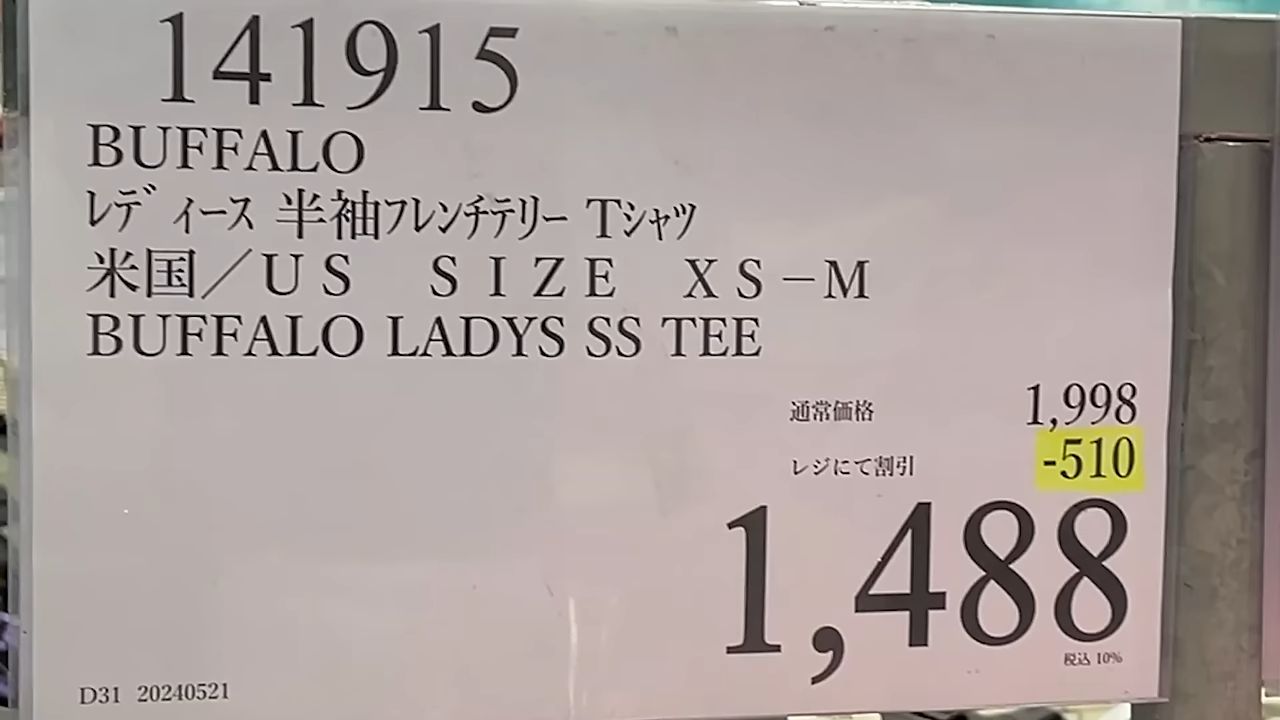 141915
BUFFALO
ﾚﾃﾞｨｰｽ 半袖ﾌﾚﾝﾁﾃﾘｰ Tｼｬﾂ
米国／ＵＳ　ＳＩＺＥ　ＸＳ－M
BUFFALO LADYS SS TEE
通常価格 1,998
レジにて割引 -510
1,488
税込 10%
D31 20240521